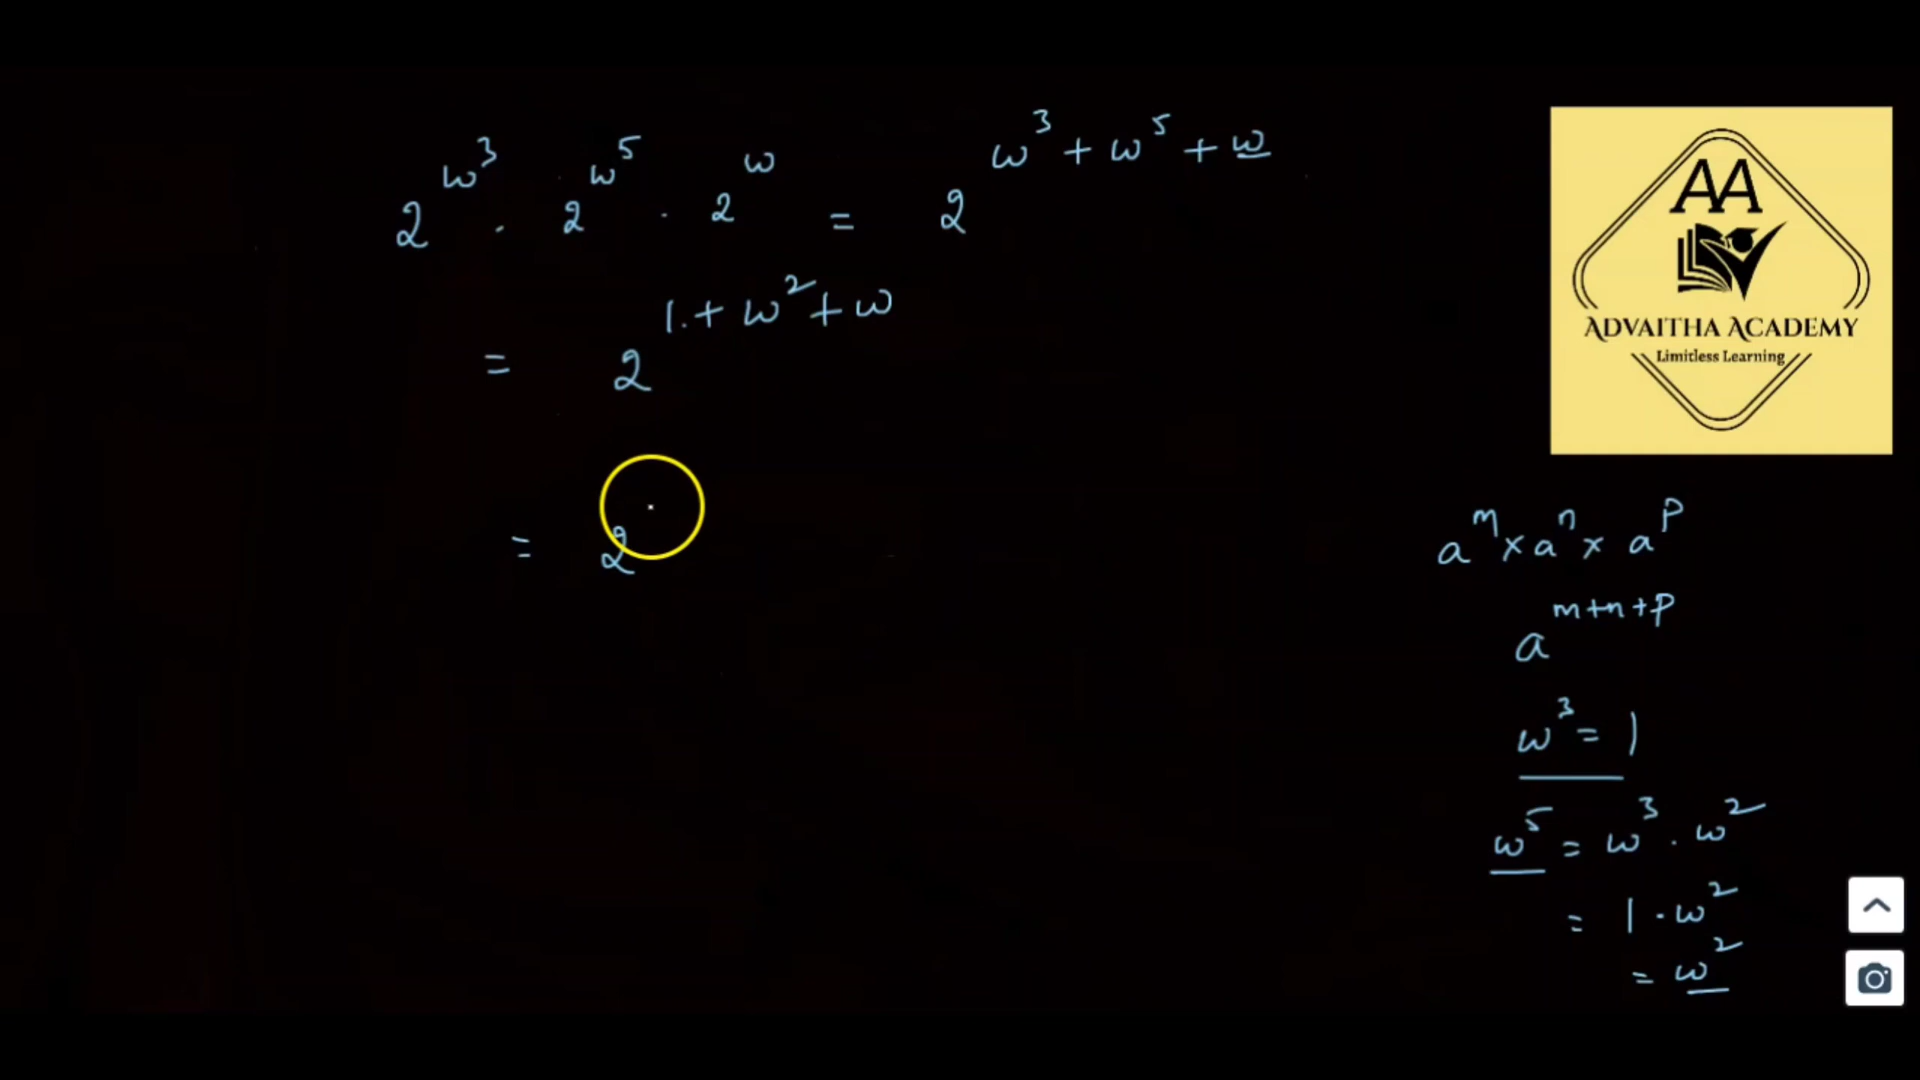 2^{ω^3} . 2^{ω^5} . 2^{ω} = 2^{ω^3 + ω^5 + ω}
= 2^{1 . + ω^2 + ω}
= 2
AA
ADVAITHA ACADEMY
Limitless Learning
a^m × a^n × a^p
a^{m+n+p}
ω^3 = 1
ω^5 = ω^3 . ω^2
= 1 . ω^2
= ω^2